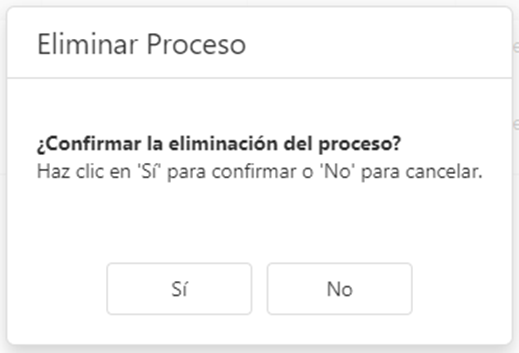 Eliminar Proceso
¿Confirmar la eliminación del proceso?
Haz clic en 'Sí' para confirmar o 'No' para cancelar.
Sí
No